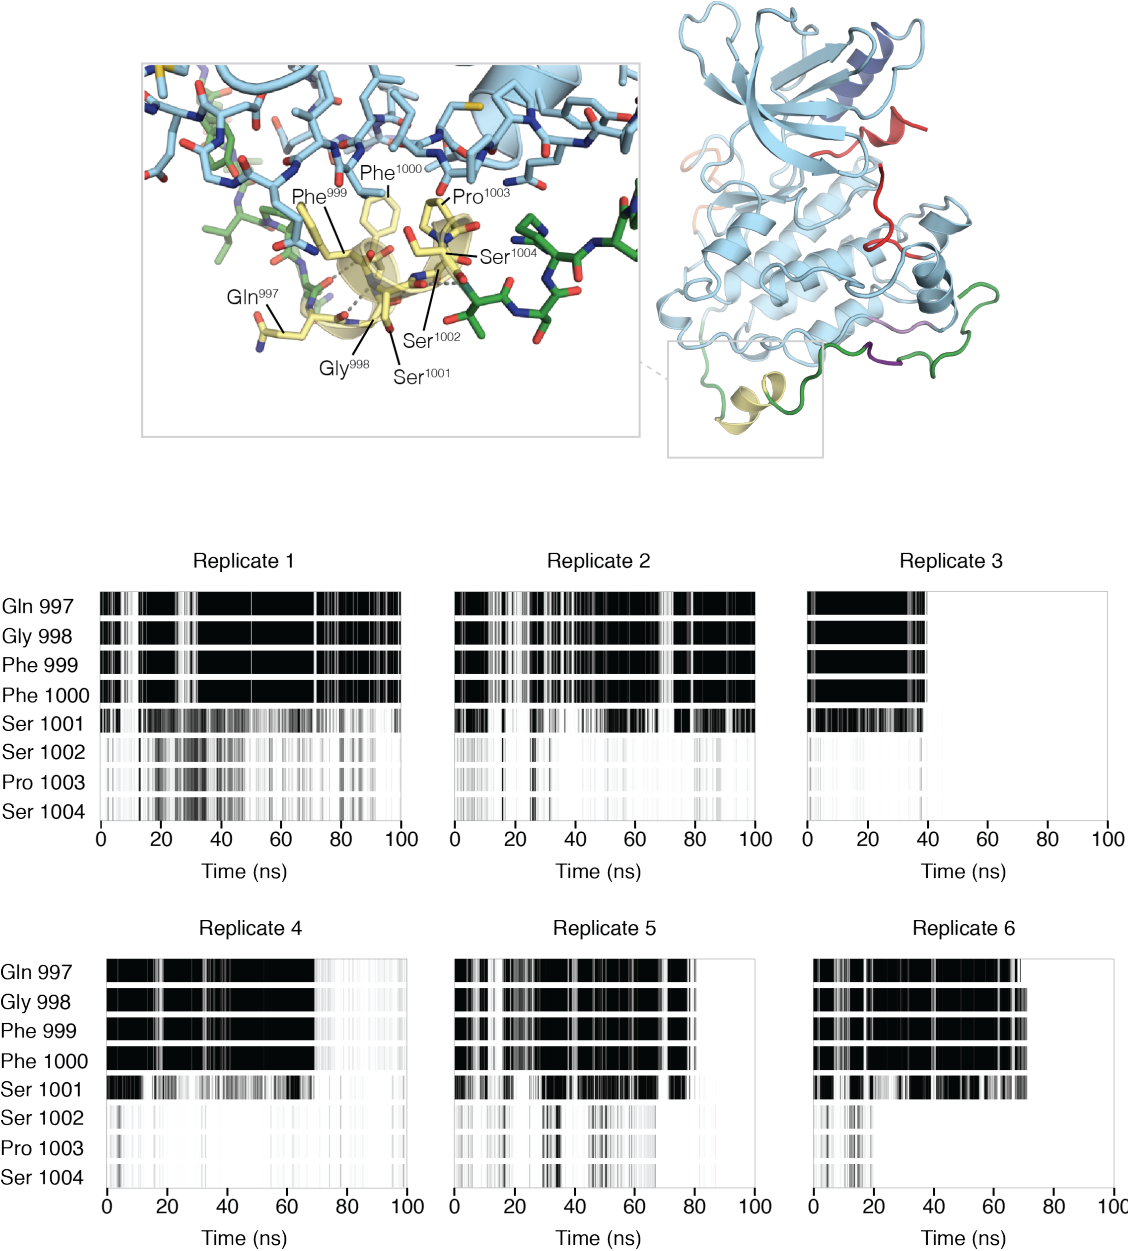 Phe1000
Phe999
Pro1003
Ser1004
Gln997
Ser1002
Gly998
Ser1001
Replicate 1
Replicate 2
Replicate 3
Gln 997
Gly 998
Phe 999
Phe 1000
Ser 1001
Ser 1002
Pro 1003
Ser 1004
0 20 40 60 80 100
0 20 40 60 80 100
0 20 40 60 80 100
Time (ns)
Time (ns)
Time (ns)
Replicate 4
Replicate 5
Replicate 6
Gln 997
Gly 998
Phe 999
Phe 1000
Ser 1001
Ser 1002
Pro 1003
Ser 1004
0 20 40 60 80 100
0 20 40 60 80 100
0 20 40 60 80 100
Time (ns)
Time (ns)
Time (ns)